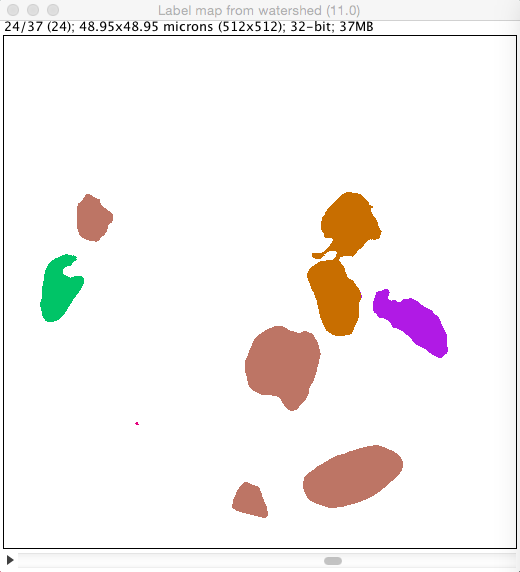 Label map from watershed (11.0)
24/37 (24); 48.95x48.95 microns (512x512); 32-bit; 37MB